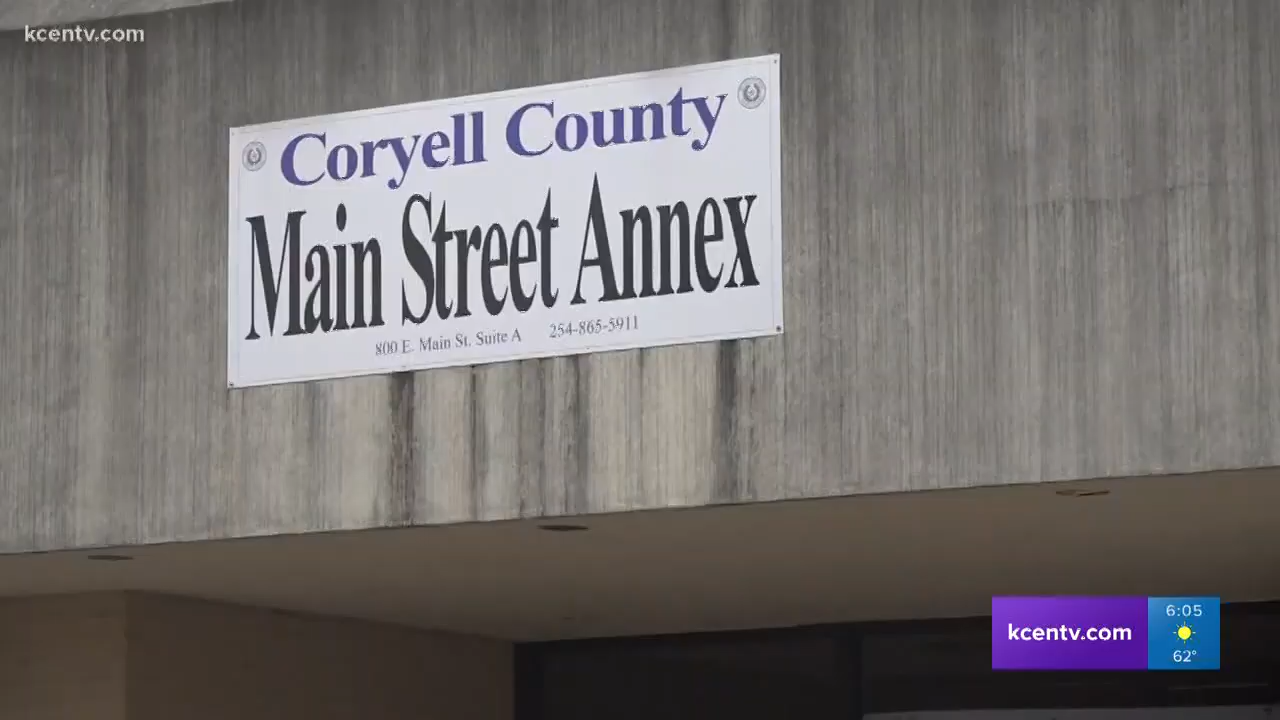 kcentv.com
Coryell County
Main Street Annex
800 E. Main St. Suite A 254-865-5911
kcentv.com
6:05
62°